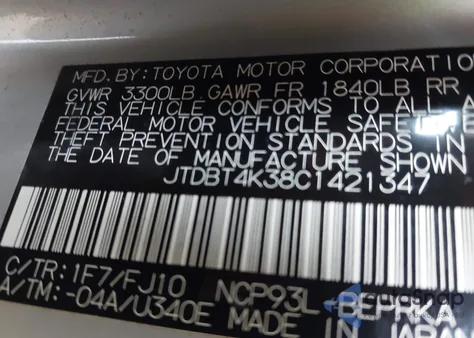 MFD. BY: TOYOTA MOTOR CORPORATIO
GVWR 3300LB GAWR FR 1840LB RR
THIS VEHICLE CONFORMS TO ALL A
FEDERAL MOTOR VEHICLE SAFET
THEFT PREVENTION STANDARDS IN
THE DATE OF MANUFACTURE SHOWN
JTDBT4K38C1421347
C/TR: 1F7/FJ10
A/TM: -04A/U340E NCP93L-BEPRKA
MADE IN JAPA